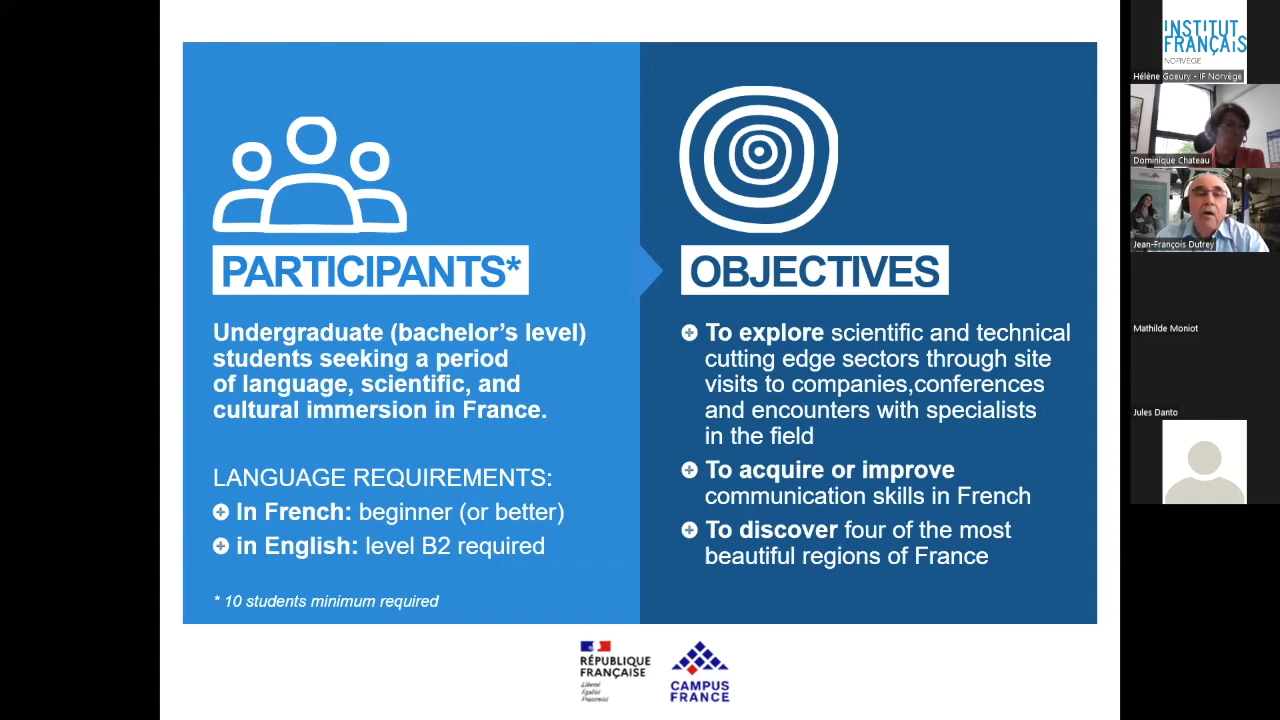 PARTICIPANTS*
Undergraduate (bachelor's level)
students seeking a period
of language, scientific, and
cultural immersion in France.
LANGUAGE REQUIREMENTS:
In French: beginner (or better)
in English: level B2 required
* 10 students minimum required
OBJECTIVES
To explore scientific and technical
cutting edge sectors through site
visits to companies,conferences
and encounters with specialists
in the field
To acquire or improve
communication skills in French
To discover four of the most
beautiful regions of France
RÉPUBLIQUE
FRANÇAISE
Liberté
Égalité
Fraternité
CAMPUS
FRANCE
INSTITUT
FRANÇAIS
NORVÈGE
Hélène Goeury - IF Norvège
Dominique Chateau
Jean-François Dutrey
Mathilde Moniot
Jules Danto